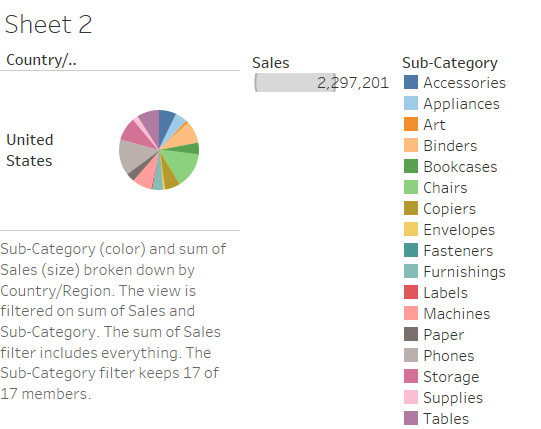 Sheet 2
Country/..
United
States
Sub-Category (color) and sum of
Sales (size) broken down by
Country/Region. The view is
filtered on sum of Sales and
Sub-Category. The sum of Sales
filter includes everything. The
Sub-Category filter keeps 17 of
17 members.
Sales
2,297,201
Sub-Category
Accessories
Appliances
Art
Binders
Bookcases
Chairs
Copiers
Envelopes
Fasteners
Furnishings
Labels
Machines
Paper
Phones
Storage
Supplies
Tables